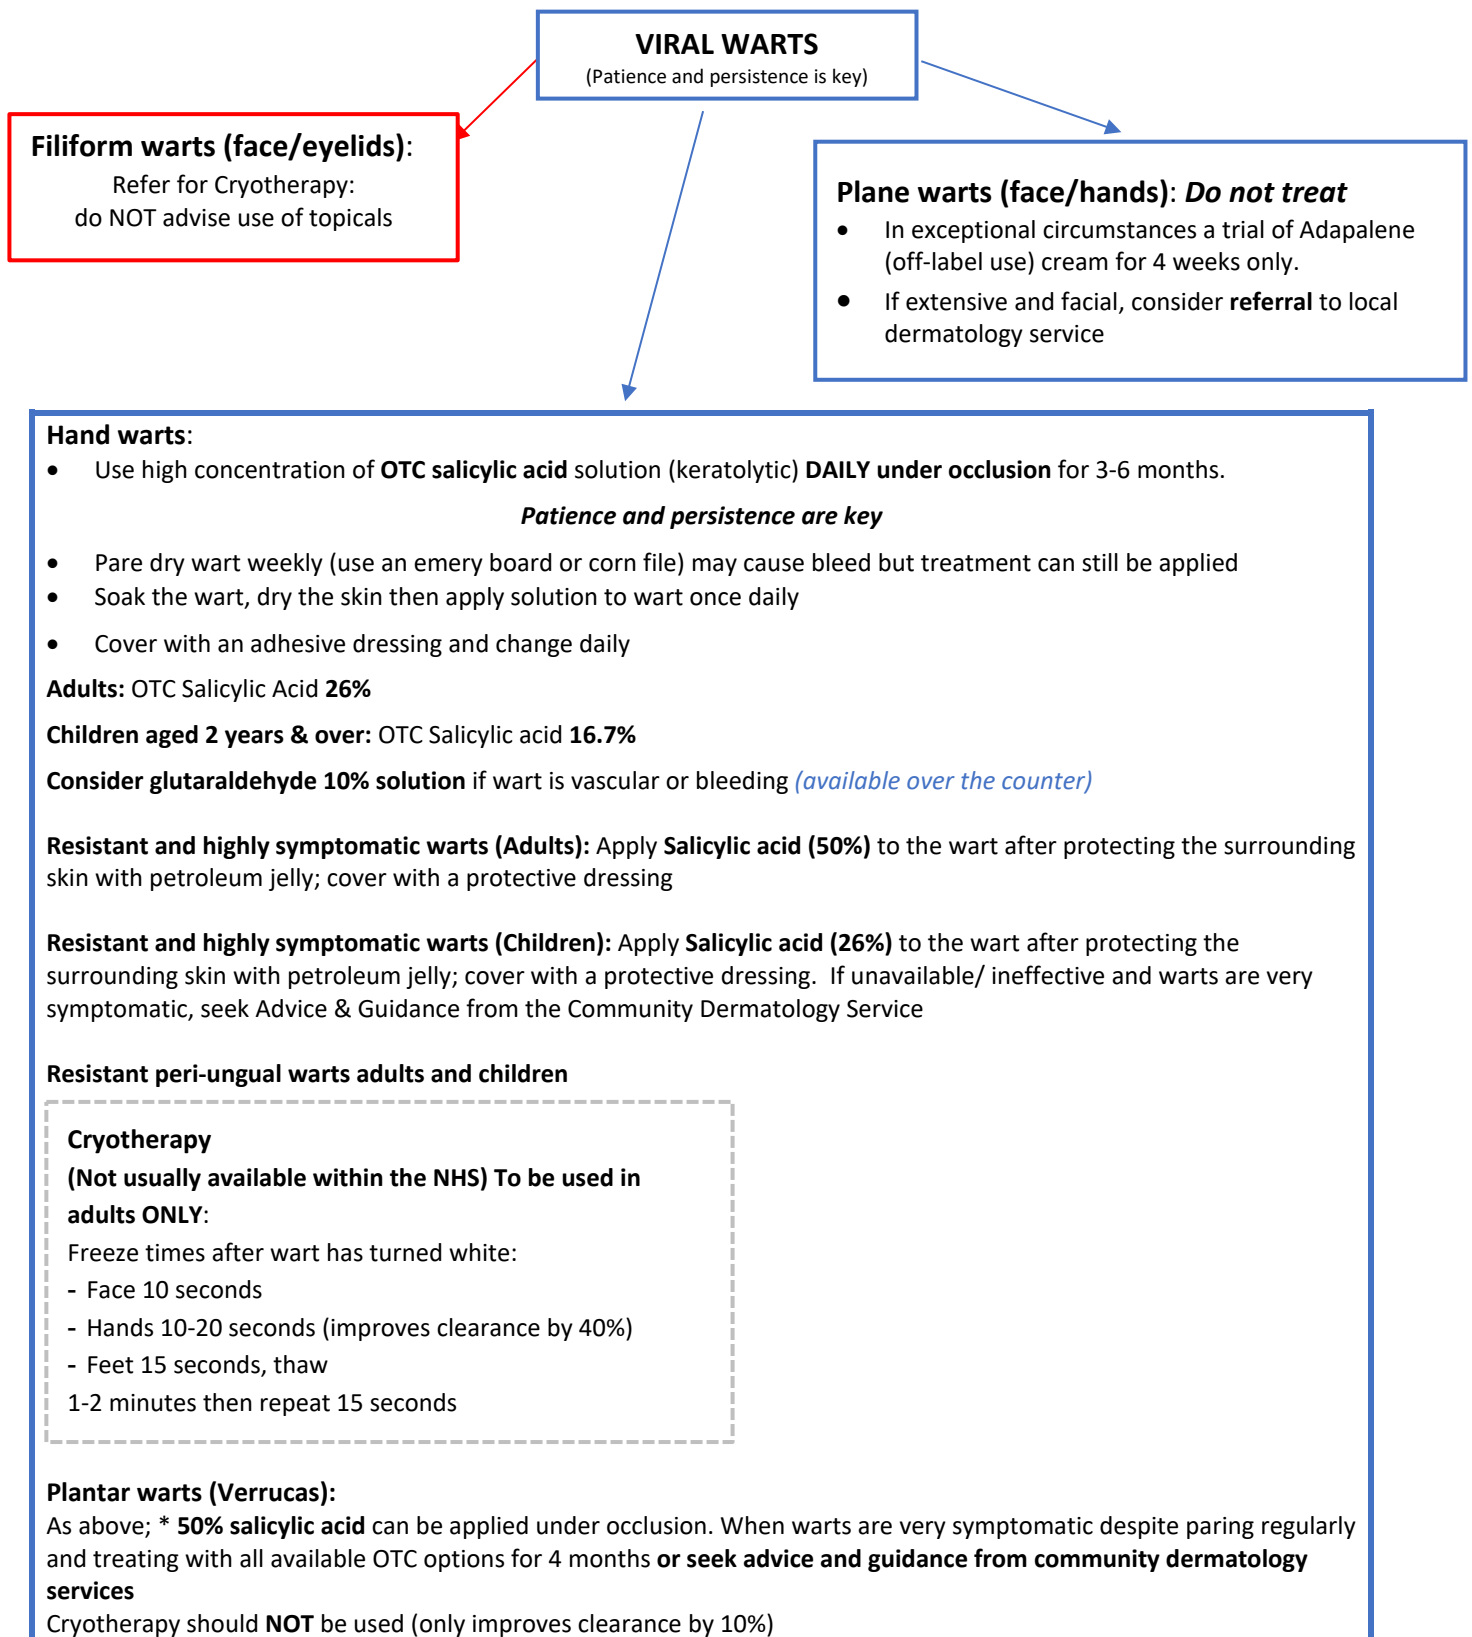 VIRAL WARTS
(Patience and persistence is key)
Filiform warts (face/eyelids):
Refer for Cryotherapy:
do NOT advise use of topicals
Plane warts (face/hands): Do not treat
• In exceptional circumstances a trial of Adapalene
(off-label use) cream for 4 weeks only.
• If extensive and facial, consider referral to local
dermatology service
Hand warts:
• Use high concentration of OTC salicylic acid solution (keratolytic) DAILY under occlusion for 3-6 months.
Patience and persistence are key
• Pare dry wart weekly (use an emery board or corn file) may cause bleed but treatment can still be applied
• Soak the wart, dry the skin then apply solution to wart once daily
• Cover with an adhesive dressing and change daily
Adults: OTC Salicylic Acid 26%
Children aged 2 years & over: OTC Salicylic acid 16.7%
Consider glutaraldehyde 10% solution if wart is vascular or bleeding (available over the counter)
Resistant and highly symptomatic warts (Adults): Apply Salicylic acid (50%) to the wart after protecting the surrounding
skin with petroleum jelly; cover with a protective dressing
Resistant and highly symptomatic warts (Children): Apply Salicylic acid (26%) to the wart after protecting the
surrounding skin with petroleum jelly; cover with a protective dressing. If unavailable/ ineffective and warts are very
symptomatic, seek Advice & Guidance from the Community Dermatology Service
Resistant peri-ungual warts adults and children
Cryotherapy
(Not usually available within the NHS) To be used in
adults ONLY:
Freeze times after wart has turned white:
- Face 10 seconds
- Hands 10-20 seconds (improves clearance by 40%)
- Feet 15 seconds, thaw
1-2 minutes then repeat 15 seconds
Plantar warts (Verrucas):
As above; * 50% salicylic acid can be applied under occlusion. When warts are very symptomatic despite paring regularly
and treating with all available OTC options for 4 months or seek advice and guidance from community dermatology
services
Cryotherapy should NOT be used (only improves clearance by 10%)